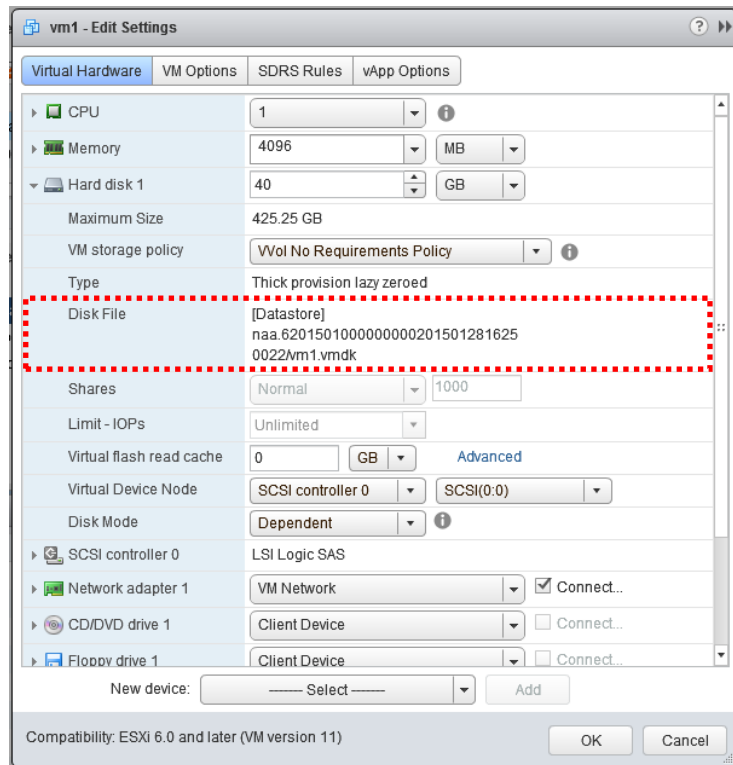 vm1 - Edit Settings
Virtual Hardware VM Options SDRS Rules vApp Options
CPU 1
Memory 4096 MB
Hard disk 1 40 GB
Maximum Size 425.25 GB
VM storage policy VVol No Requirements Policy
Type Thick provision lazy zeroed
Disk File [Datastore]
naa.6201501000000000201501281625
0022/vm1.vmdk
Shares Normal 1000
Limit - IOPs Unlimited
Virtual flash read cache 0 GB Advanced
Virtual Device Node SCSI controller 0 SCSI(0:0)
Disk Mode Dependent
SCSI controller 0 LSI Logic SAS
Network adapter 1 VM Network Connect...
CD/DVD drive 1 Client Device Connect...
Floppy drive 1 Client Device Connect...
New device: ------- Select ------- Add
Compatibility: ESXi 6.0 and later (VM version 11) OK Cancel